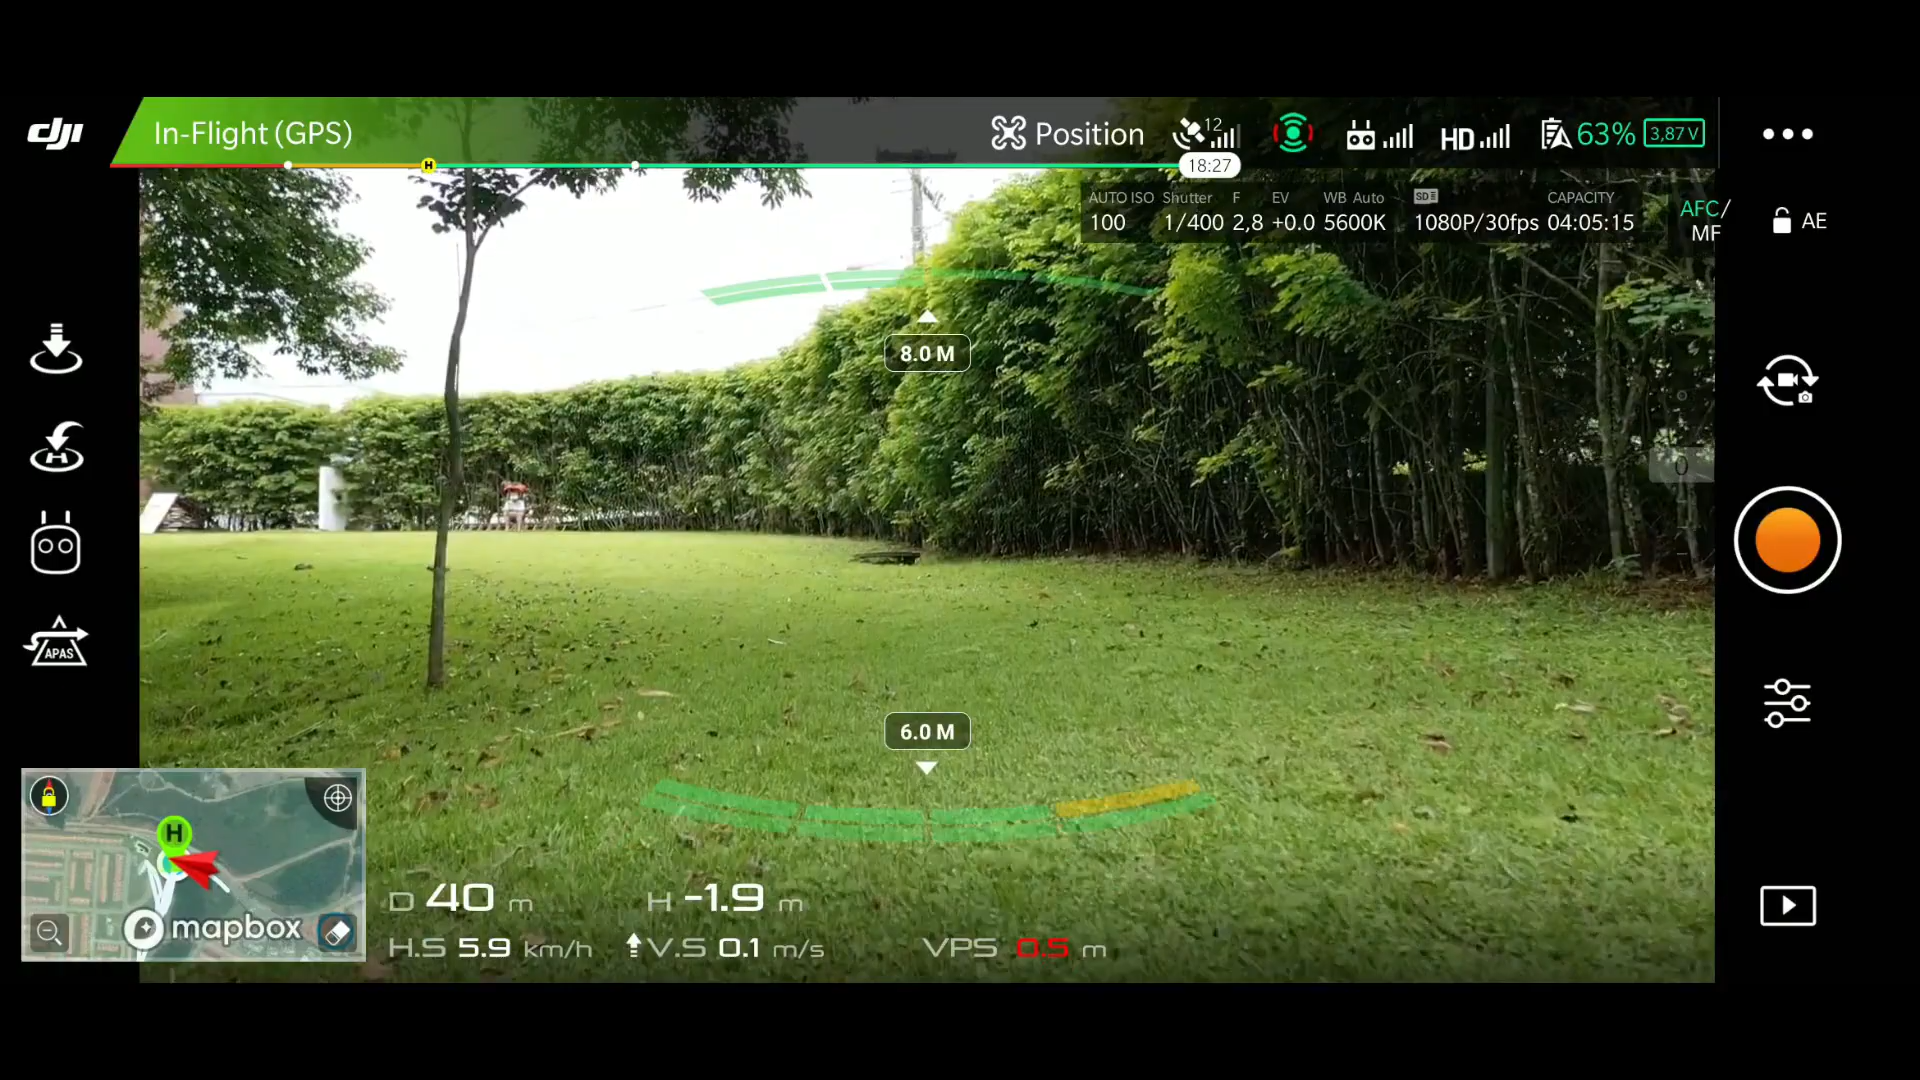 dji In-Flight (GPS) Position 12 HD 63% 3,87 V
H 18:27
AUTO ISO Shutter F EV WB Auto SD CAPACITY
100 1/400 2,8 +0.0 5600K 1080P/30fps 04:05:15
AFC/
MF
AE
8.0 M
H
0
APAS
6.0 M
H
mapbox
D 40 m H -1.9 m
H.S 5.9 km/h V.S 0.1 m/s VPS 0.5 m